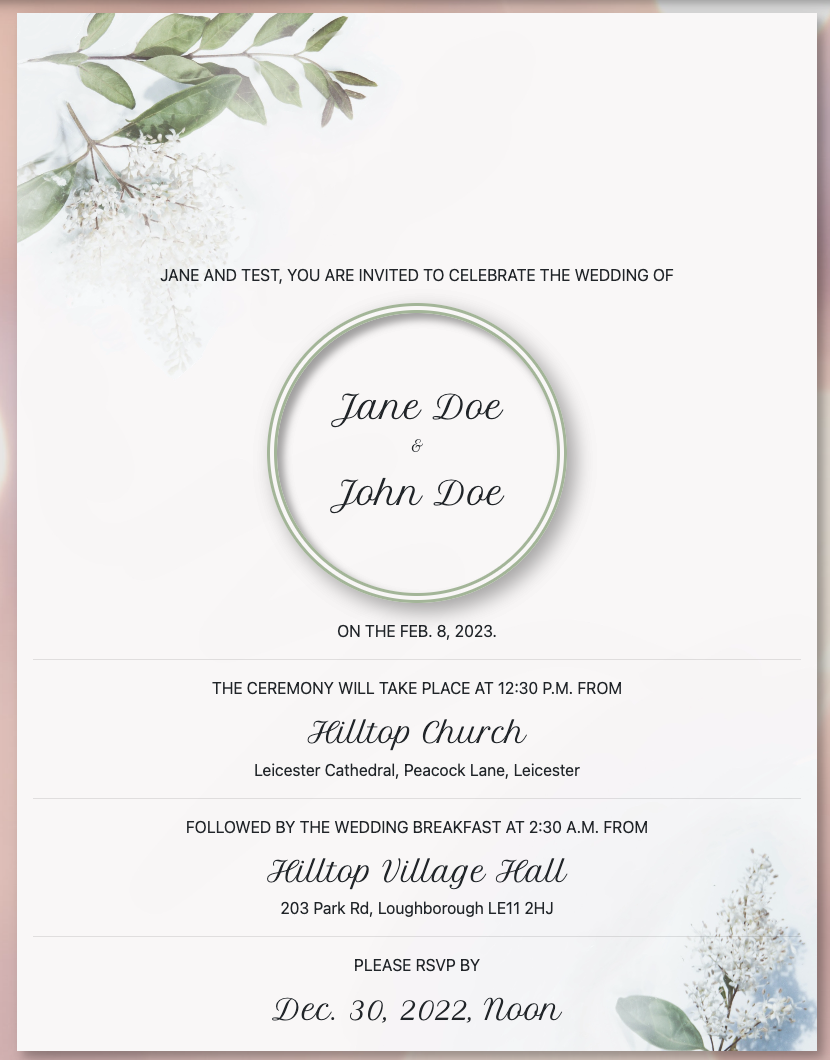 JANE AND TEST, YOU ARE INVITED TO CELEBRATE THE WEDDING OF
Jane Doe
&
John Doe
ON THE FEB. 8, 2023.
THE CEREMONY WILL TAKE PLACE AT 12:30 P.M. FROM
Hilltop Church
Leicester Cathedral, Peacock Lane, Leicester
FOLLOWED BY THE WEDDING BREAKFAST AT 2:30 A.M. FROM
Hilltop Village Hall
203 Park Rd, Loughborough LE11 2HJ
PLEASE RSVP BY
Dec. 30, 2022, Noon